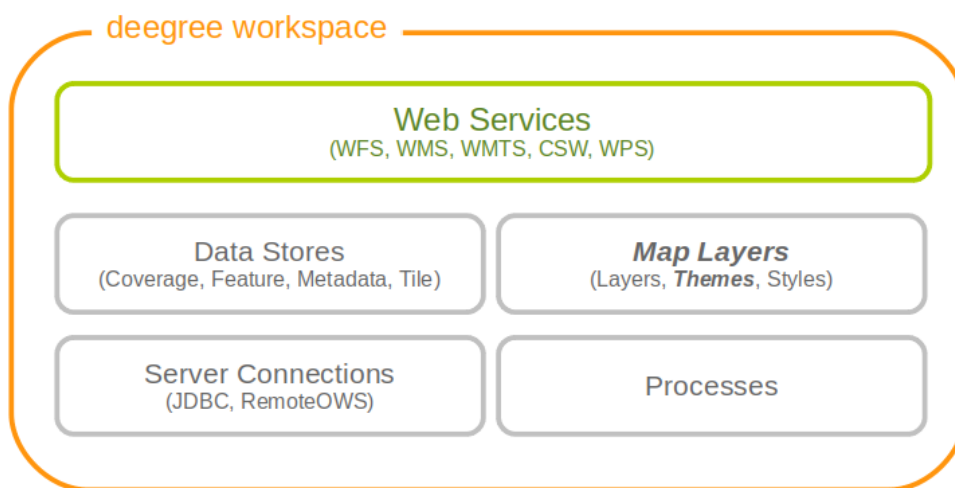 deegree workspace
Web Services
(WFS, WMS, WMTS, CSW, WPS)
Data Stores
(Coverage, Feature, Metadata, Tile)
Map Layers
(Layers, Themes, Styles)
Server Connections
(JDBC, RemoteOWS)
Processes